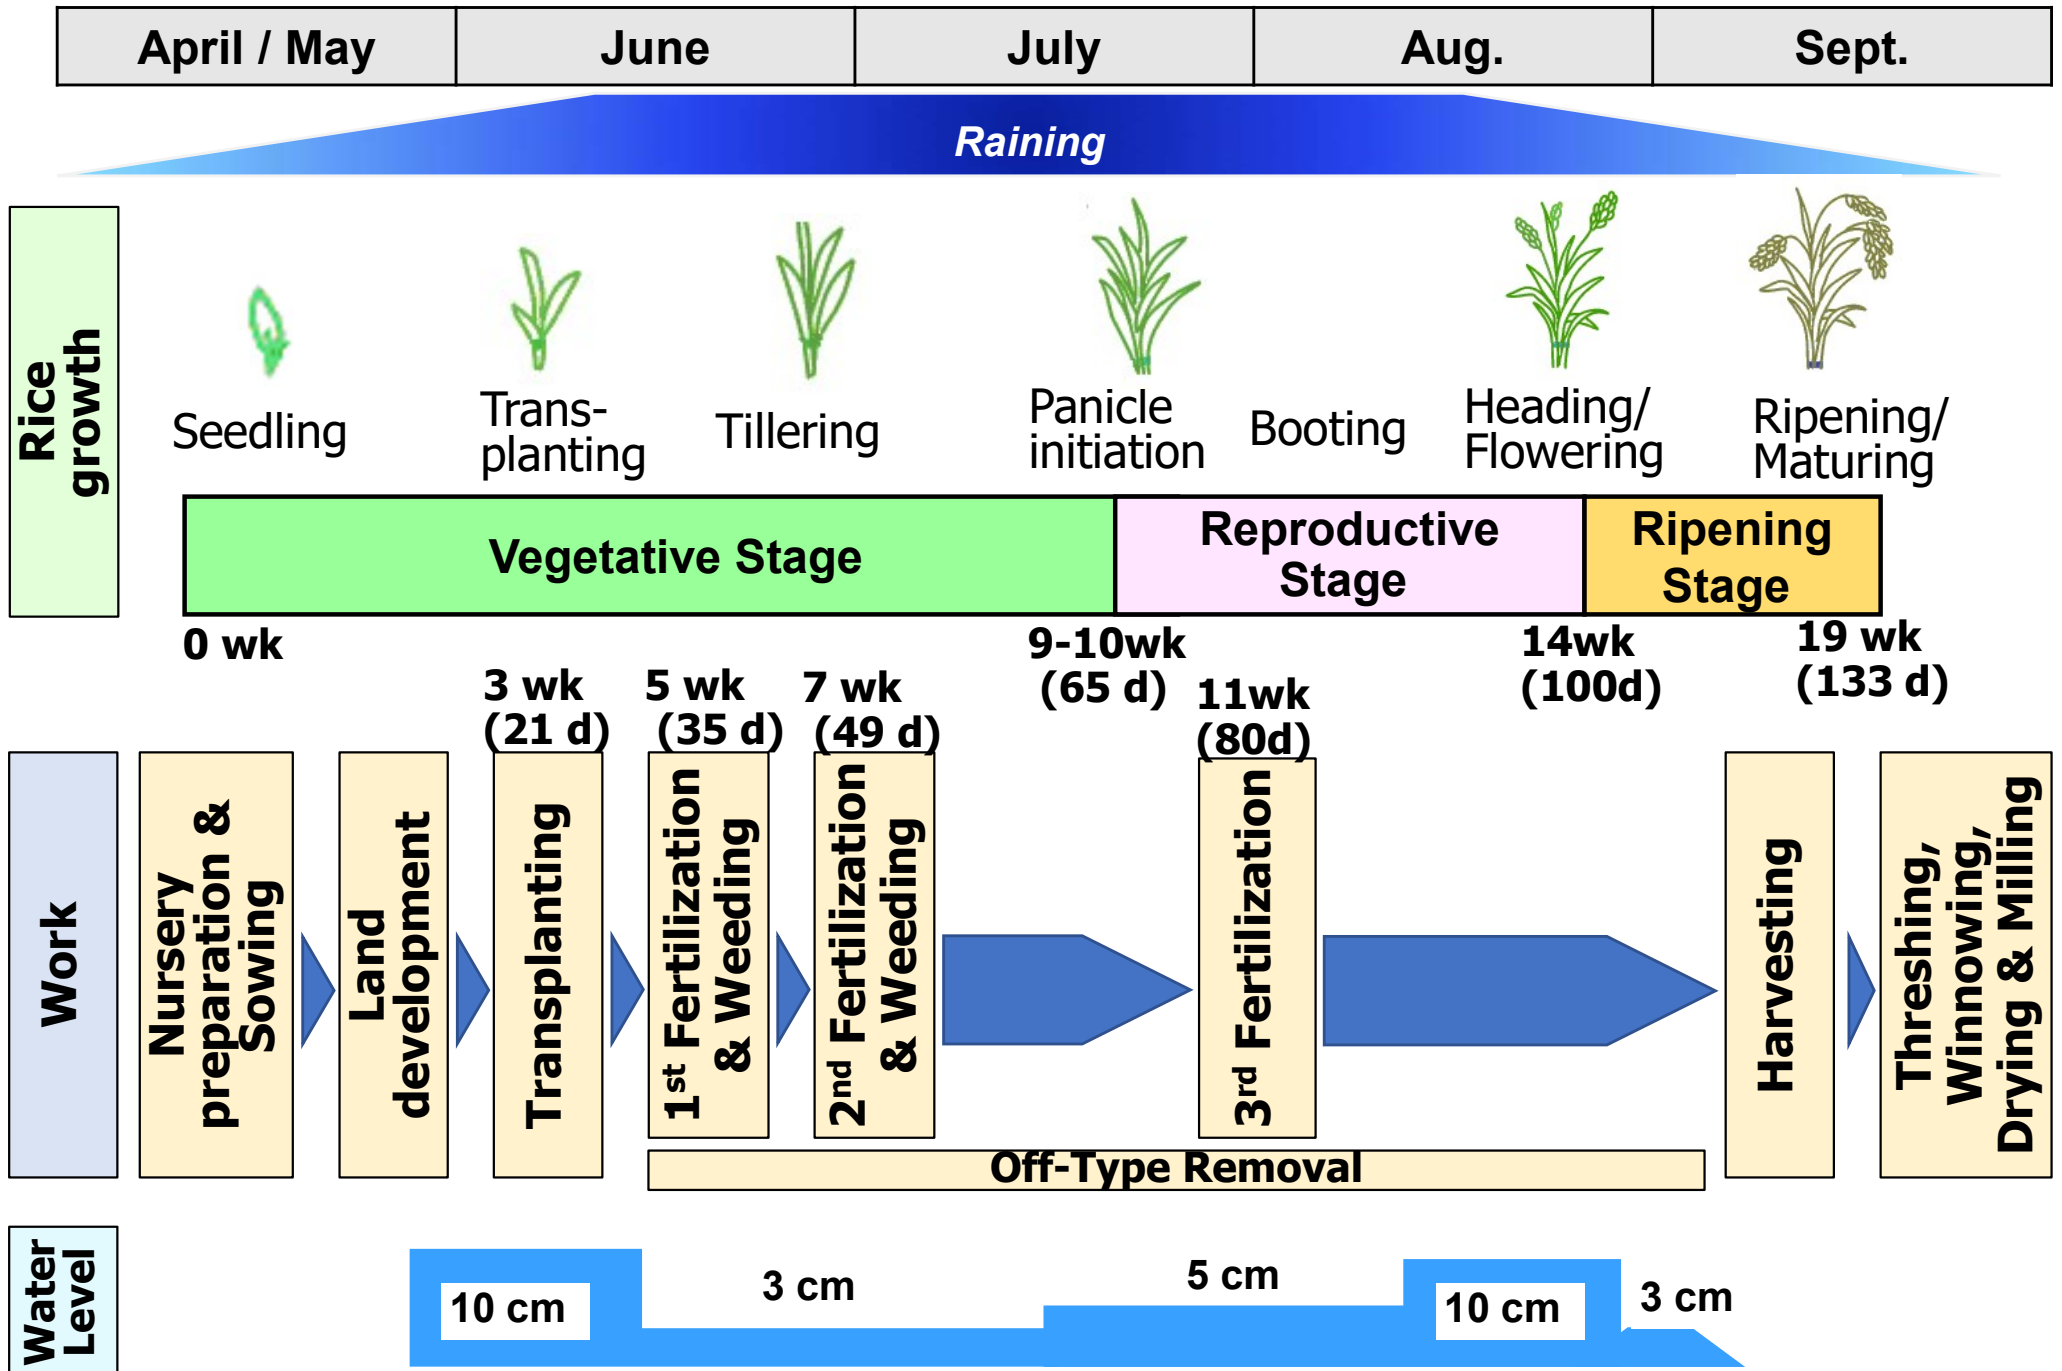 April / May
June
July
Aug.
Sept.
Raining
Rice
growth
Seedling
Trans-
planting
Tillering
Panicle
initiation
Booting
Heading/
Flowering
Ripening/
Maturing
Vegetative Stage
Reproductive
Stage
Ripening
Stage
0 wk
9-10wk
(65 d)
14wk
(100d)
19 wk
(133 d)
3 wk
(21 d)
5 wk
(35 d)
7 wk
(49 d)
11wk
(80d)
Work
Nursery
preparation &
Sowing
Land
development
Transplanting
1st Fertilization
& Weeding
2nd Fertilization
& Weeding
3rd Fertilization
Harvesting
Threshing,
Winnowing,
Drying & Milling
Off-Type Removal
Water
Level
10 cm
3 cm
5 cm
10 cm
3 cm